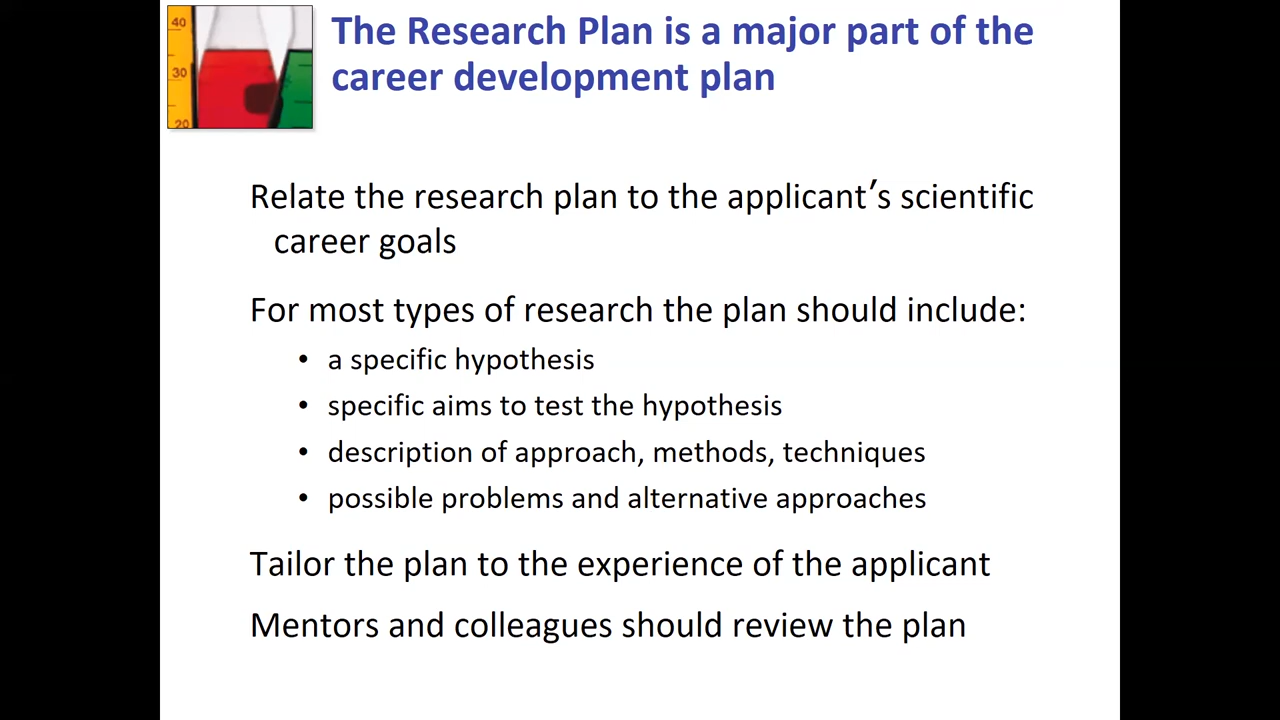 40
30
20
The Research Plan is a major part of the
career development plan
Relate the research plan to the applicant’s scientific
career goals
For most types of research the plan should include:
• a specific hypothesis
• specific aims to test the hypothesis
• description of approach, methods, techniques
• possible problems and alternative approaches
Tailor the plan to the experience of the applicant
Mentors and colleagues should review the plan